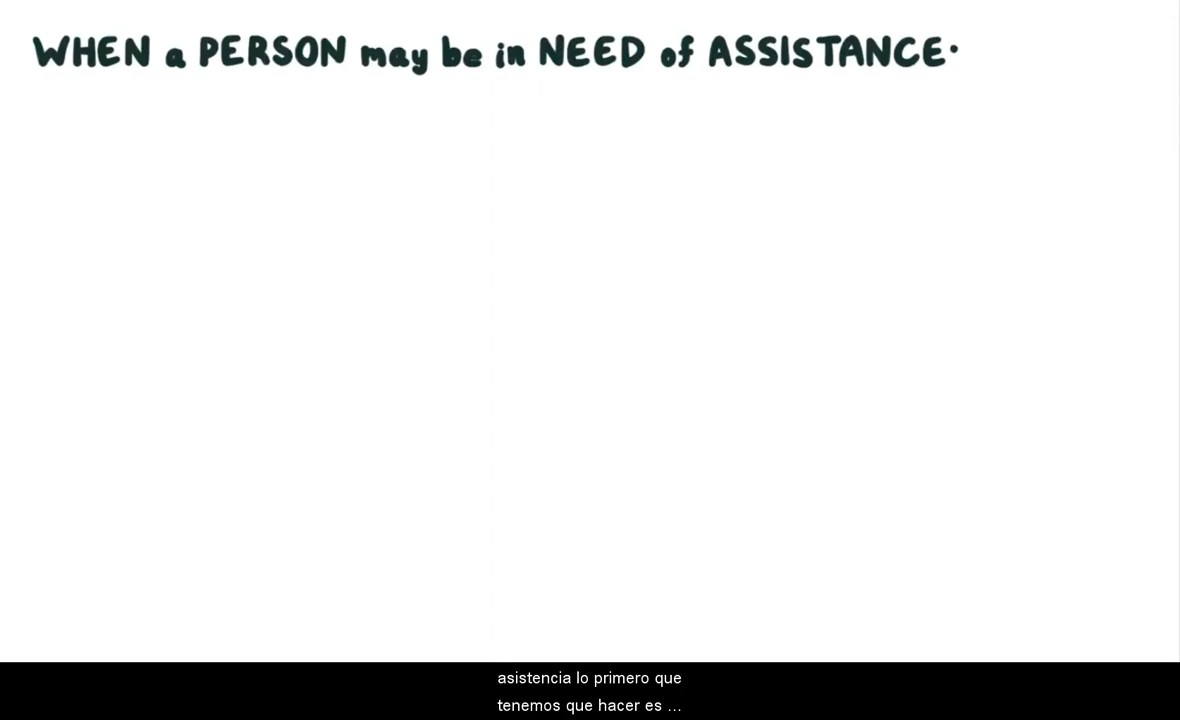 WHEN a PERSON may be in NEED of ASSISTANCE.
asistencia lo primero que
tenemos que hacer es ...